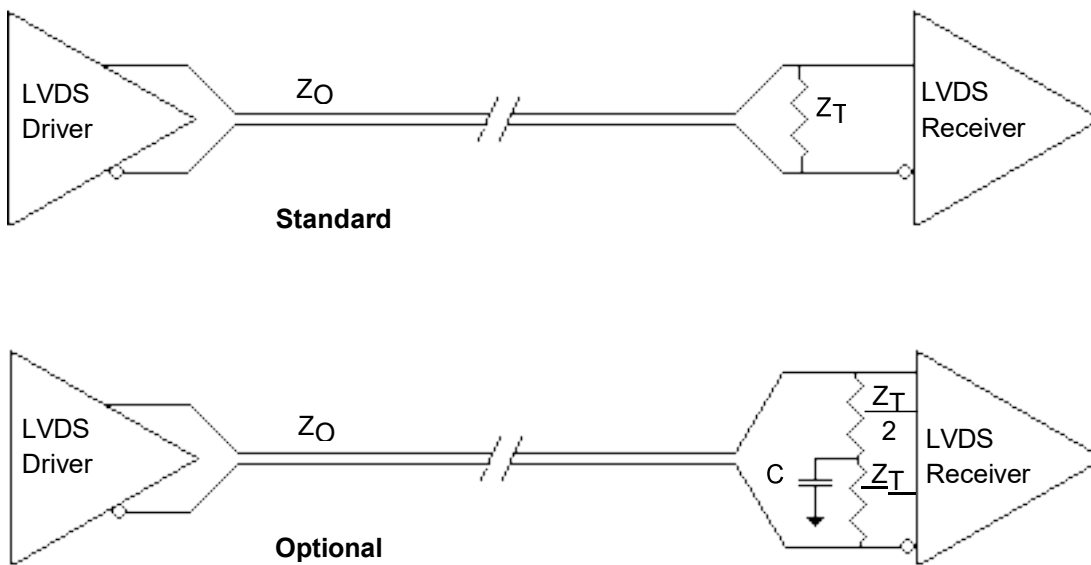 LVDS
Driver
ZO
ZT
LVDS
Receiver
Standard
LVDS
Driver
ZO
C
ZT
2
ZT
LVDS
Receiver
Optional